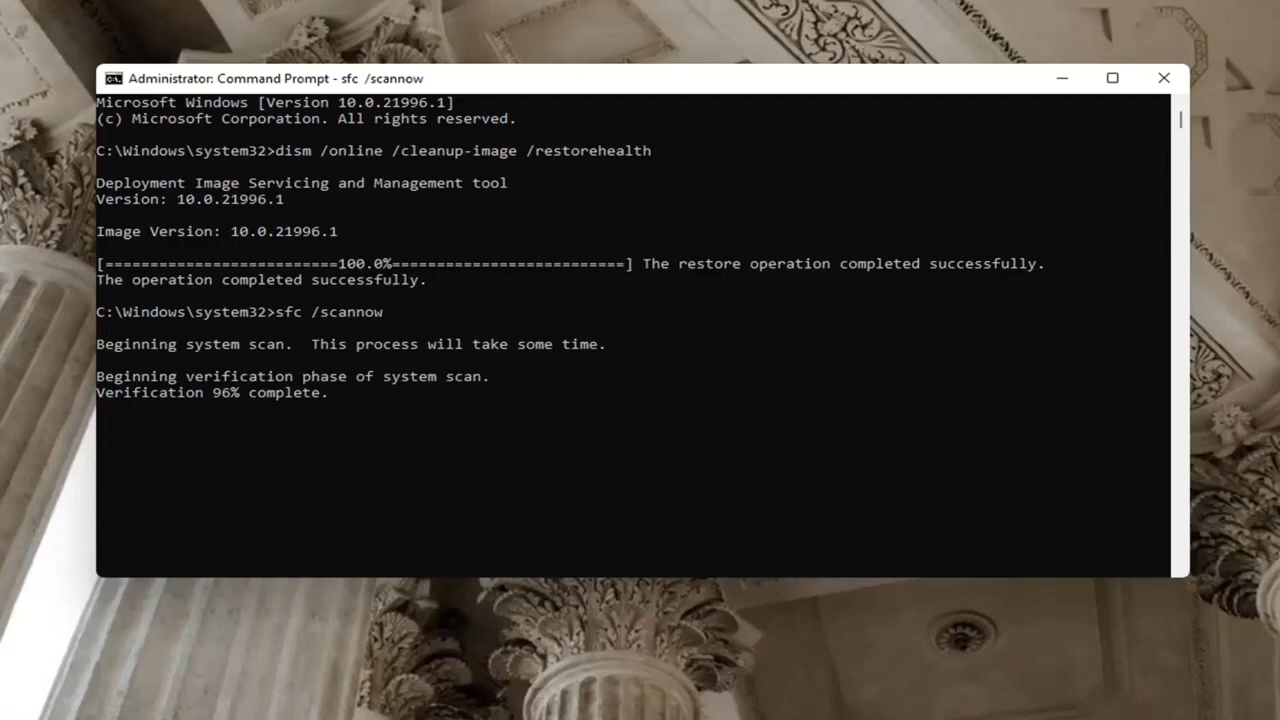 Administrator: Command Prompt - sfc  /scannow
Microsoft Windows [Version 10.0.21996.1]
(c) Microsoft Corporation. All rights reserved.
C:\Windows\system32>dism /online /cleanup-image /restorehealth
Deployment Image Servicing and Management tool
Version: 10.0.21996.1
Image Version: 10.0.21996.1
[==========================100.0%==========================] The restore operation completed successfully.
The operation completed successfully.
C:\Windows\system32>sfc /scannow
Beginning system scan.  This process will take some time.
Beginning verification phase of system scan.
Verification 96% complete.